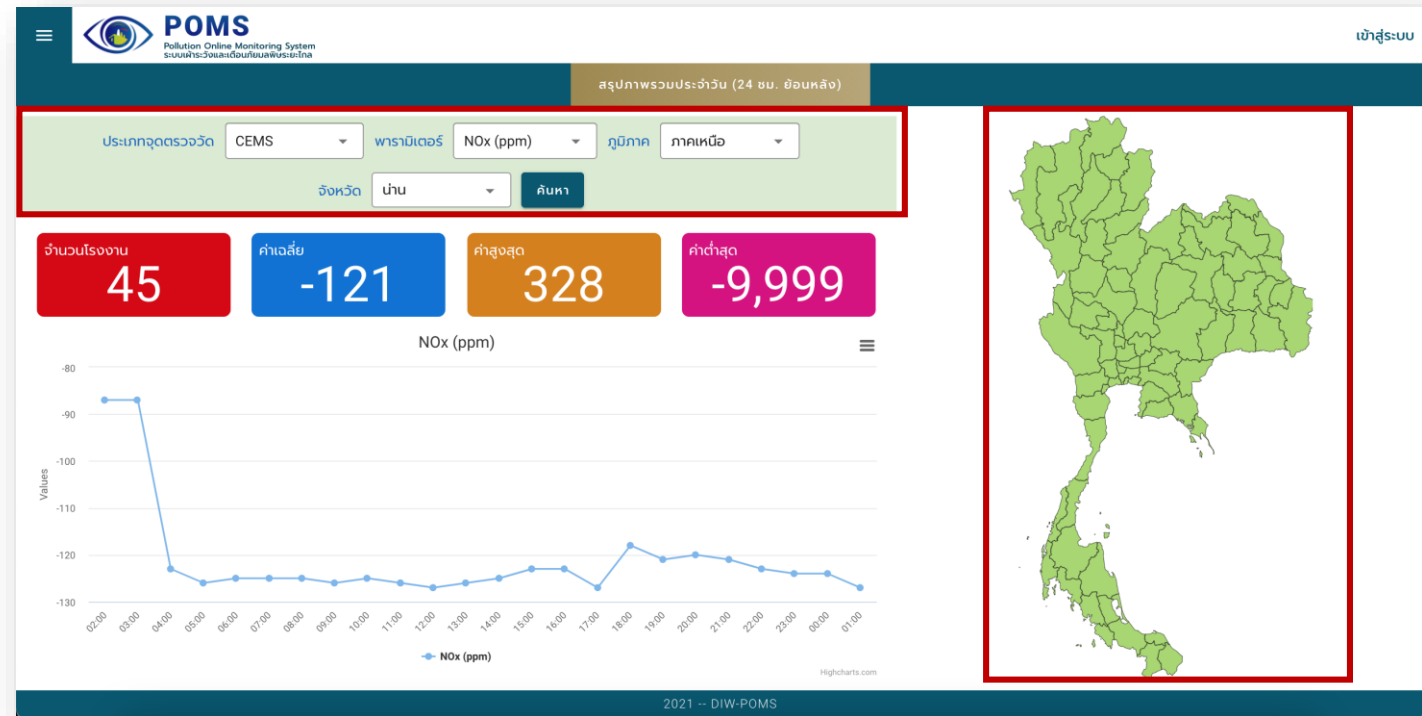 POMS
Pollution Online Monitoring System
ระบบเฝ้าระวังและเตือนภัยมลพิษระยะไกล
เข้าสู่ระบบ
สรุปภาพรวมประจำวัน (24 ชม. ย้อนหลัง)
ประเภทจุดตรวจวัด CEMS พารามิเตอร์ NOx (ppm) ภูมิภาค ภาคเหนือ
จังหวัด น่าน ค้นหา
จำนวนโรงงาน ค่าเฉลี่ย ค่าสูงสุด ค่าต่ำสุด
45 -121 328 -9,999
NOx (ppm)
-80
-90
-100
-110
-120
-130
Values
02:00 03:00 04:00 05:00 06:00 07:00 08:00 09:00 10:00 11:00 12:00 13:00 14:00 15:00 16:00 17:00 18:00 19:00 20:00 21:00 22:00 23:00 00:00 01:00
NOx (ppm)
Highcharts.com
2021 -- DIW-POMS